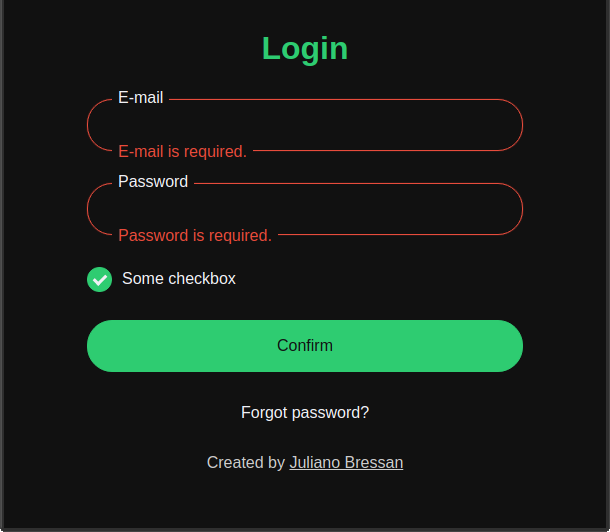 Login
E-mail
E-mail is required.
Password
Password is required.
Some checkbox
Confirm
Forgot password?
Created by Juliano Bressan